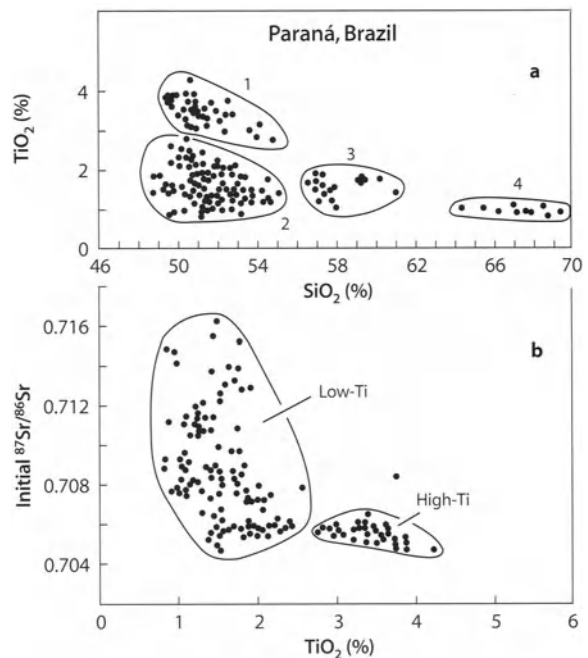 Paraná, Brazil
a
TiO₂ (%)
4
2
0
1
2
3
4
46 50 54 58 62 66 70
SiO₂ (%)
b
Initial ⁸⁷Sr/⁸⁶Sr
0.716
0.712
0.708
0.704
Low-Ti
High-Ti
0 1 2 3 4 5 6
TiO₂ (%)